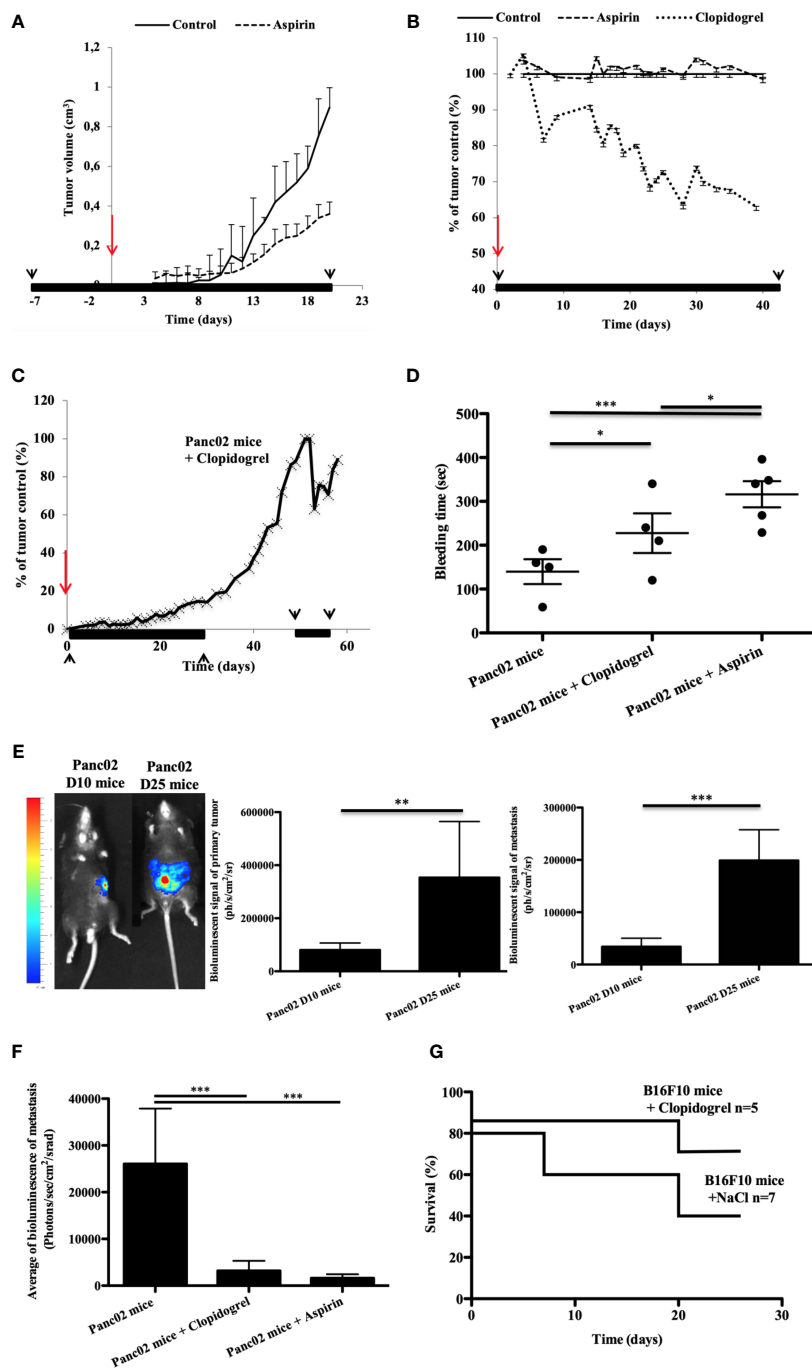 A
Control
Aspirin
Tumor volume (cm3)
1,2
1
0,8
0,6
0,4
0,2
0
-7
-2
3
8
13
18
23
Time (days)
B
Control
Aspirin
Clopidogrel
% of tumor control (%)
110
100
90
80
70
60
50
40
0
10
20
30
40
Time (days)
C
% of tumor control (%)
120
100
80
60
40
20
0
Panc02 mice
+ Clopidogrel
0
20
40
60
Time (days)
D
***
*
*
Bleeding time (sec)
500
400
300
200
100
0
Panc02 mice
Panc02 mice + Clopidogrel
Panc02 mice + Aspirin
E
Panc02
D10 mice
Panc02
D25 mice
Bioluminescent signal of primary tumor
(ph/s/cm2/sr)
600000
400000
200000
0
**
Panc02 D10 mice
Panc02 D25 mice
Bioluminescent signal of metastasis
(ph/s/cm2/sr)
300000
200000
100000
0
***
Panc02 D10 mice
Panc02 D25 mice
F
Average of bioluminescence of metastasis
(Photons/sec/cm2/srad)
40000
30000
20000
10000
0
***
***
Panc02 mice
Panc02 mice + Clopidogrel
Panc02 mice + Aspirin
G
Survival (%)
100
80
60
40
20
0
B16F10 mice
+ Clopidogrel n=5
B16F10 mice
+NaCl n=7
0
10
20
30
Time (days)